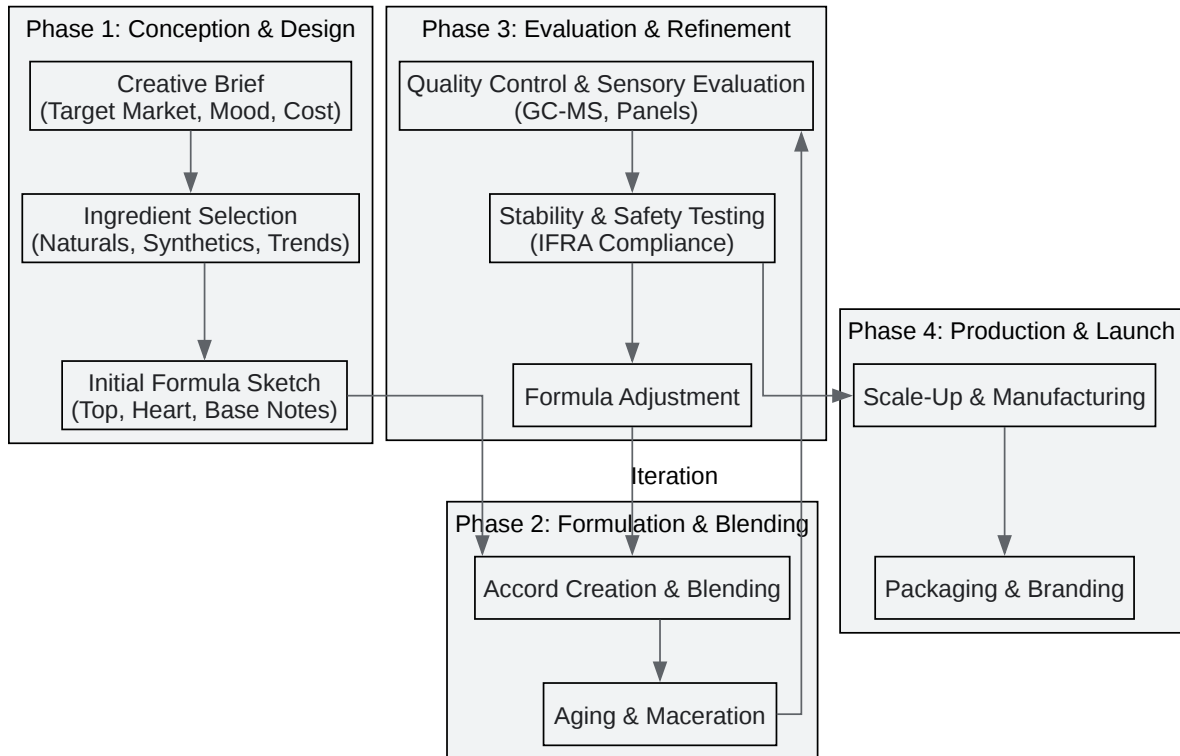 Phase 1: Conception & Design
Creative Brief
(Target Market, Mood, Cost)
Ingredient Selection
(Naturals, Synthetics, Trends)
Initial Formula Sketch
(Top, Heart, Base Notes)
Phase 3: Evaluation & Refinement
Quality Control & Sensory Evaluation
(GC-MS, Panels)
Stability & Safety Testing
(IFRA Compliance)
Formula Adjustment
Iteration
Phase 2: Formulation & Blending
Accord Creation & Blending
Aging & Maceration
Phase 4: Production & Launch
Scale-Up & Manufacturing
Packaging & Branding